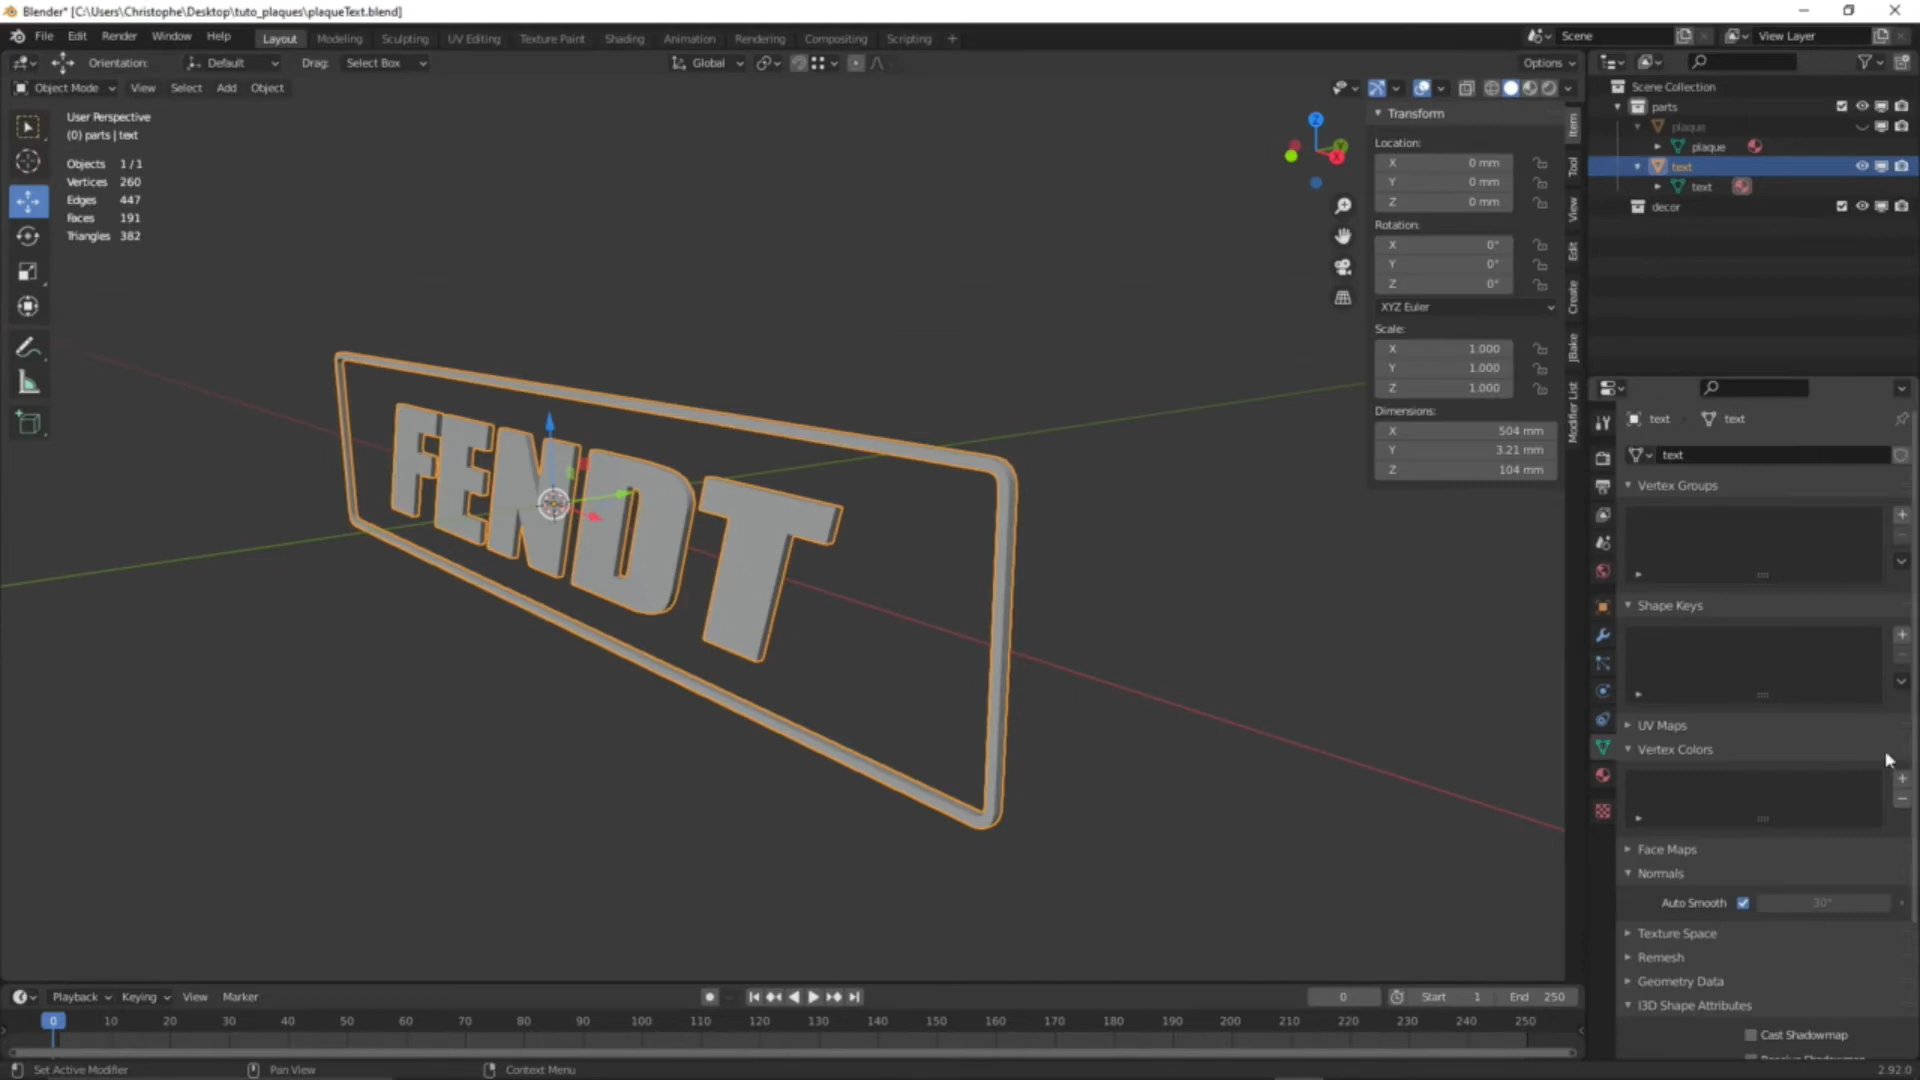 Blender* [C:\Users\Christophe\Desktop\tuto_plaques\plaqueText.blend]
File Edit Render Window Help
Layout Modeling Sculpting UV Editing Texture Paint Shading Animation Rendering Compositing Scripting +
Scene
View Layer
Orientation: Default Drag: Select Box
Global
Options
Object Mode View Select Add Object
User Perspective
(0) parts | text
Objects 1/1
Vertices 260
Edges 447
Faces 191
Triangles 382
FENDT
Z
Y
X
Transform
Location:
X 0 mm
Y 0 mm
Z 0 mm
Rotation:
X 0°
Y 0°
Z 0°
XYZ Euler
Scale:
X 1.000
Y 1.000
Z 1.000
Dimensions:
X 504 mm
Y 3.21 mm
Z 104 mm
Item
Tool
View
Edit
Create
JBake
Modifier List
Scene Collection
parts
plaque
plaque
text
text
decor
text text
text
Vertex Groups
Shape Keys
UV Maps
Vertex Colors
Face Maps
Normals
Auto Smooth 30°
Texture Space
Remesh
Geometry Data
I3D Shape Attributes
Cast Shadowmap
Playback Keying View Marker
0 Start 1 End 250
0 10 20 30 40 50 60 70 80 90 100 110 120 130 140 150 160 170 180 190 200 210 220 230 240 250
Set Active Modifier Pan View Context Menu 2.92.0